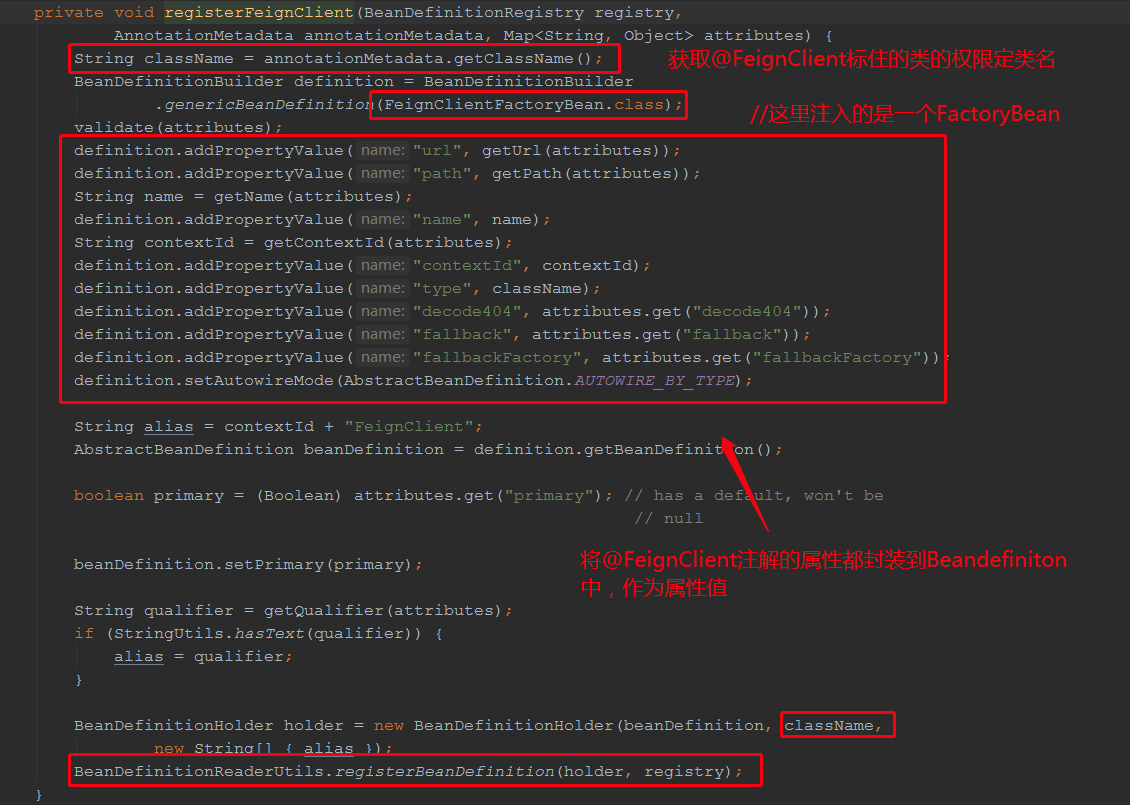 private void registerFeignClient(BeanDefinitionRegistry registry,
AnnotationMetadata annotationMetadata, Map<String, Object> attributes) {
String className = annotationMetadata.getClassName();
获取@FeignClient标住的类的权限定类名
BeanDefinitionBuilder definition = BeanDefinitionBuilder
.genericBeanDefinition(FeignClientFactoryBean.class);
//这里注入的是一个FactoryBean
validate(attributes);
definition.addPropertyValue( name: "url", getUrl(attributes));
definition.addPropertyValue( name: "path", getPath(attributes));
String name = getName(attributes);
definition.addPropertyValue( name: "name", name);
String contextId = getContextId(attributes);
definition.addPropertyValue( name: "contextId", contextId);
definition.addPropertyValue( name: "type", className);
definition.addPropertyValue( name: "decode404", attributes.get("decode404"));
definition.addPropertyValue( name: "fallback", attributes.get("fallback"));
definition.addPropertyValue( name: "fallbackFactory", attributes.get("fallbackFactory"));
definition.setAutowireMode(AbstractBeanDefinition.AUTOWIRE_BY_TYPE);
String alias = contextId + "FeignClient";
AbstractBeanDefinition beanDefinition = definition.getBeanDefinition();
boolean primary = (Boolean) attributes.get("primary"); // has a default, won't be
// null
将@FeignClient注解的属性都封装到Beandefiniton
中，作为属性值
beanDefinition.setPrimary(primary);
String qualifier = getQualifier(attributes);
if (StringUtils.hasText(qualifier)) {
alias = qualifier;
}
BeanDefinitionHolder holder = new BeanDefinitionHolder(beanDefinition, className,
new String[] { alias });
BeanDefinitionReaderUtils.registerBeanDefinition(holder, registry);
}